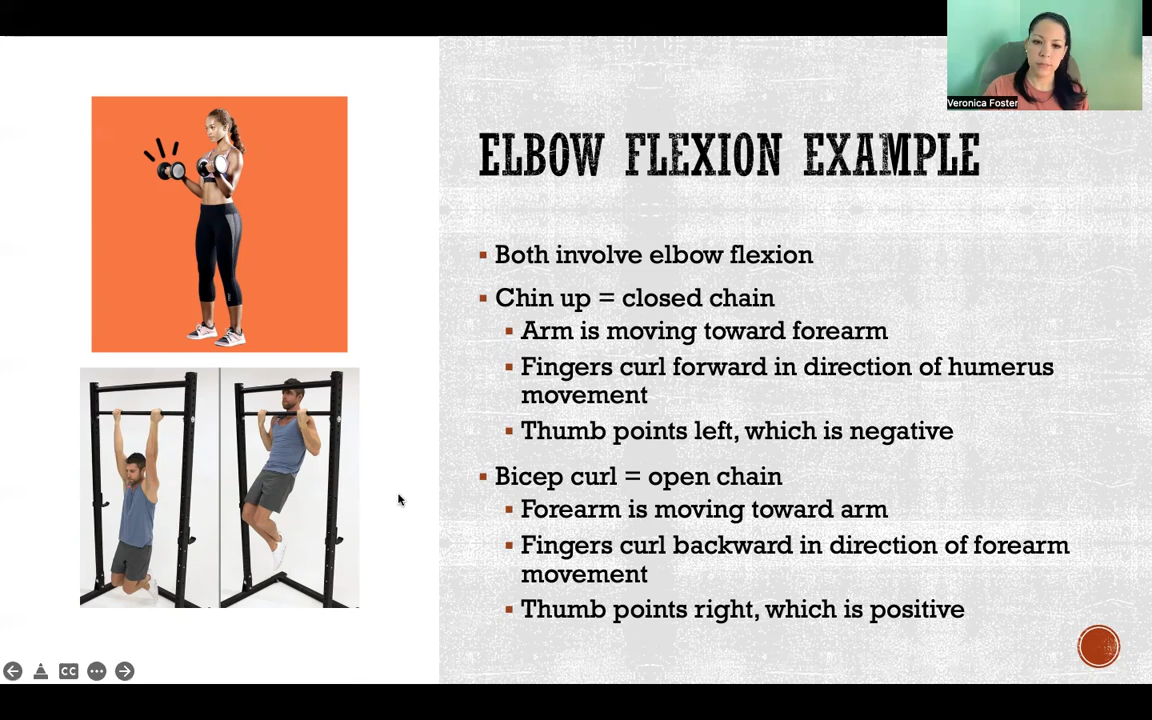 Veronica Foster
ELBOW FLEXION EXAMPLE
▪ Both involve elbow flexion
▪ Chin up = closed chain
▪ Arm is moving toward forearm
▪ Fingers curl forward in direction of humerus
movement
▪ Thumb points left, which is negative
▪ Bicep curl = open chain
▪ Forearm is moving toward arm
▪ Fingers curl backward in direction of forearm
movement
▪ Thumb points right, which is positive
CC